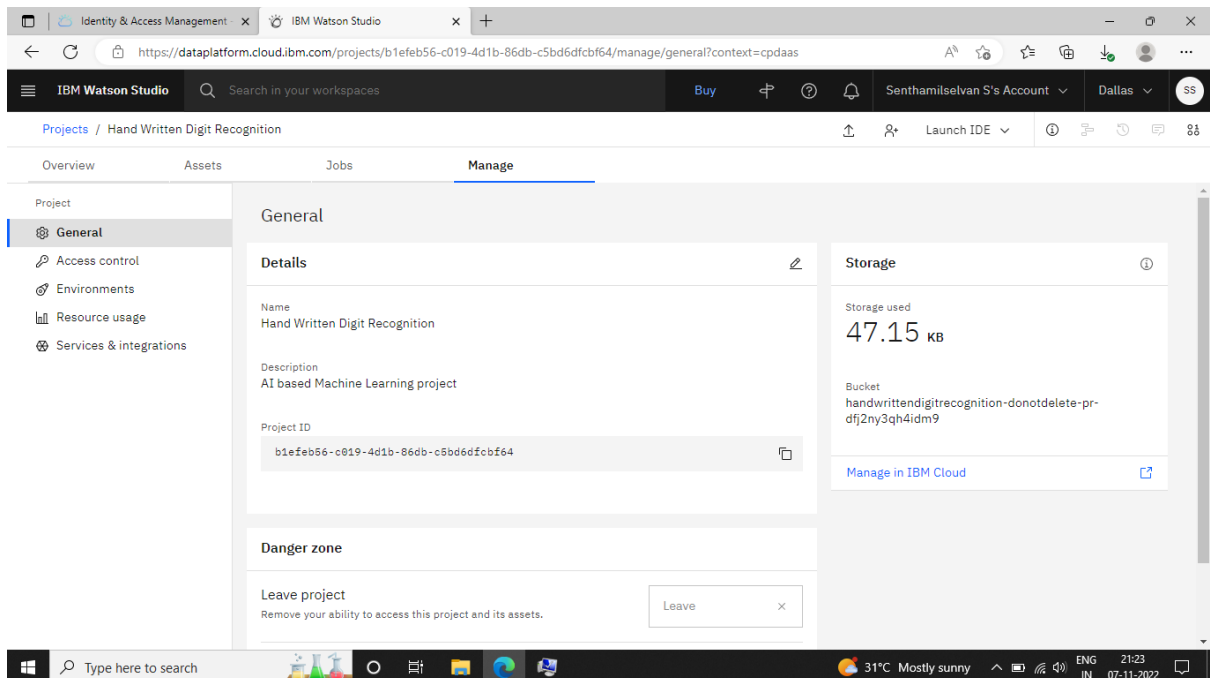 Identity & Access Management -
IBM Watson Studio
https://dataplatform.cloud.ibm.com/projects/b1efeb56-c019-4d1b-86db-c5bd6dfcbf64/manage/general?context=cpdaas
IBM Watson Studio
Search in your workspaces
Buy
Senthamilselvan S's Account
Dallas
SS
Projects / Hand Written Digit Recognition
Launch IDE
Overview
Assets
Jobs
Manage
Project
General
Access control
Environments
Resource usage
Services & integrations
General
Details
Name
Hand Written Digit Recognition
Description
AI based Machine Learning project
Project ID
b1efeb56-c019-4d1b-86db-c5bd6dfcbf64
Storage
Storage used
47.15 KB
Bucket
handwrittendigitrecognition-donotdelete-pr-
dfj2ny3qh4idm9
Manage in IBM Cloud
Danger zone
Leave project
Remove your ability to access this project and its assets.
Leave
Type here to search
31°C Mostly sunny
ENG
IN
21:23
07-11-2022